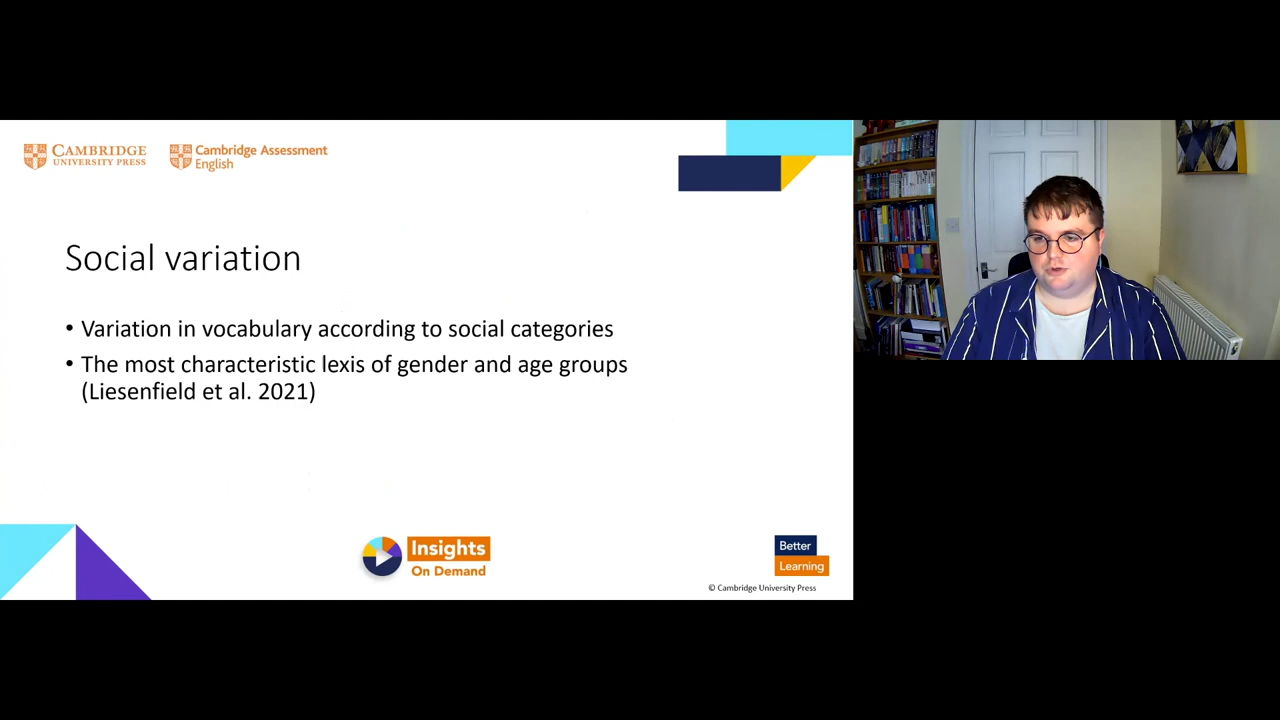 CAMBRIDGE
UNIVERSITY PRESS
Cambridge Assessment
English
Social variation
• Variation in vocabulary according to social categories
• The most characteristic lexis of gender and age groups
(Liesenfield et al. 2021)
Insights
On Demand
Better
Learning
© Cambridge University Press